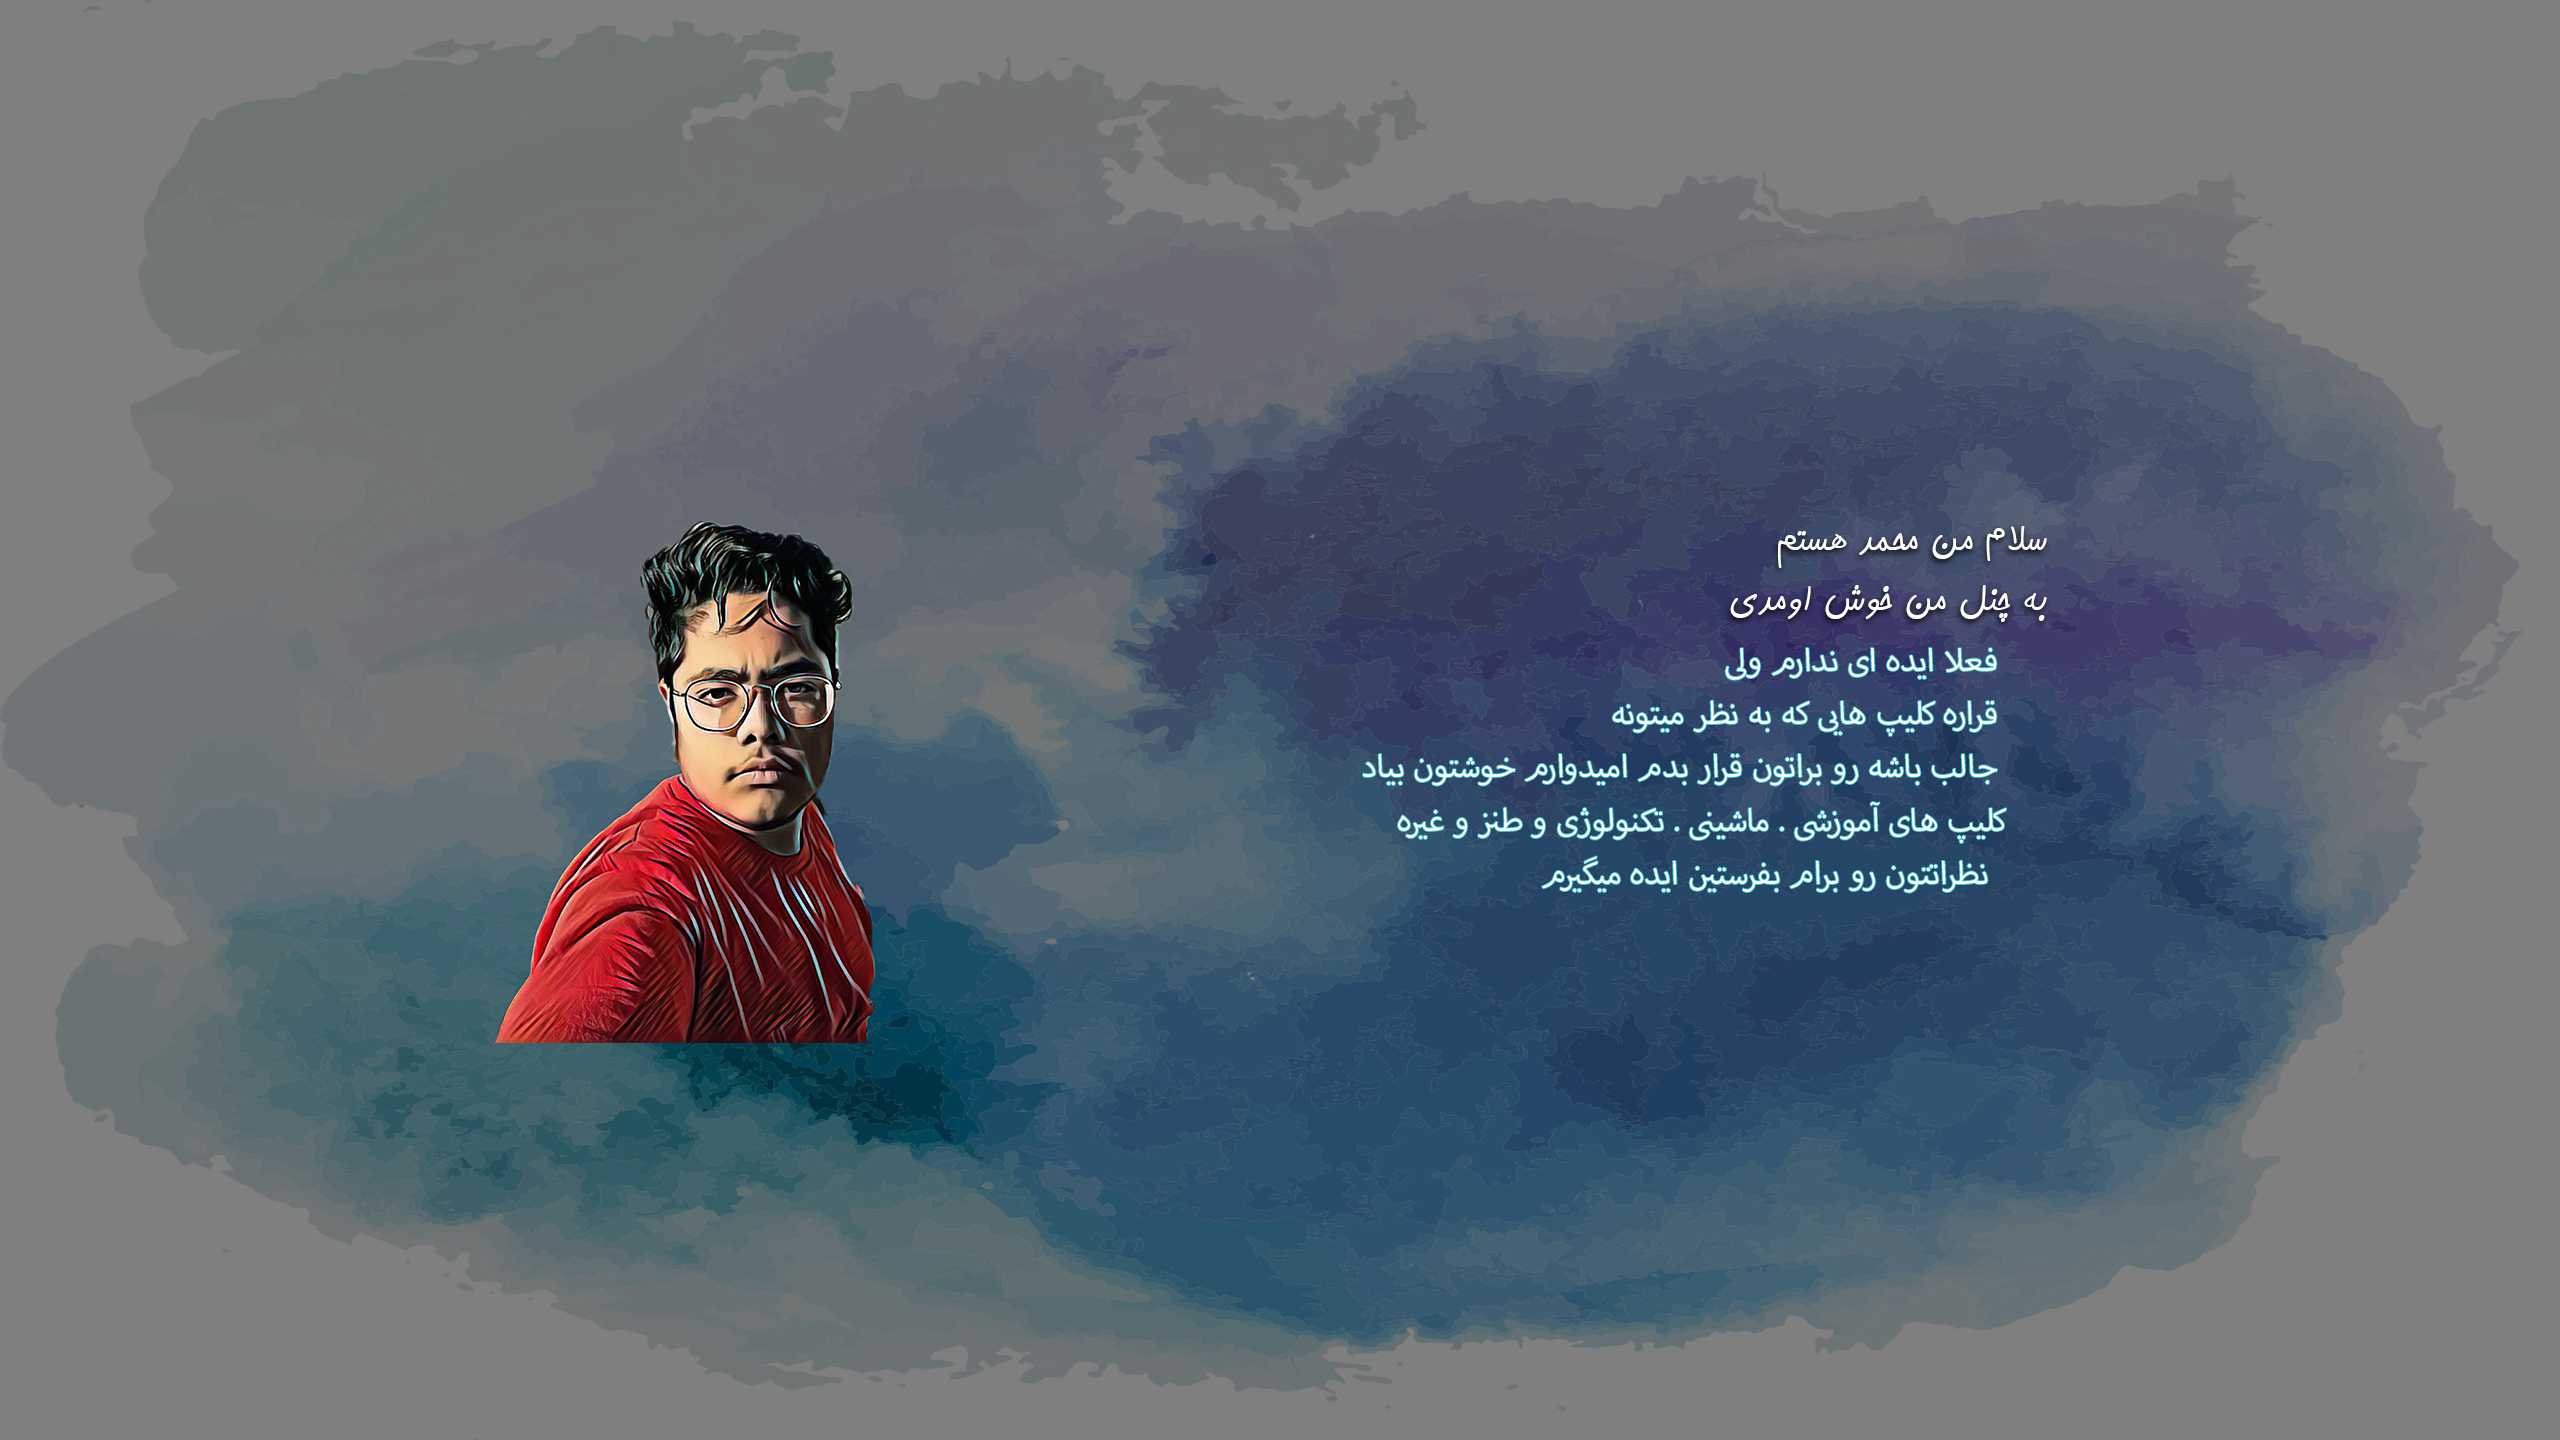 سلام من محمد هستم
به چنل من خوش اومدی
فعلا ایده ای ندارم ولی
قراره کلیپ هایی که به نظر میتونه
جالب باشه رو براتون قرار بدم امیدوارم خوشتون بیاد
کلیپ های آموزشی . ماشینی . تکنولوژی و طنز و غیره
نظراتتون رو برام بفرستین ایده میگیرم